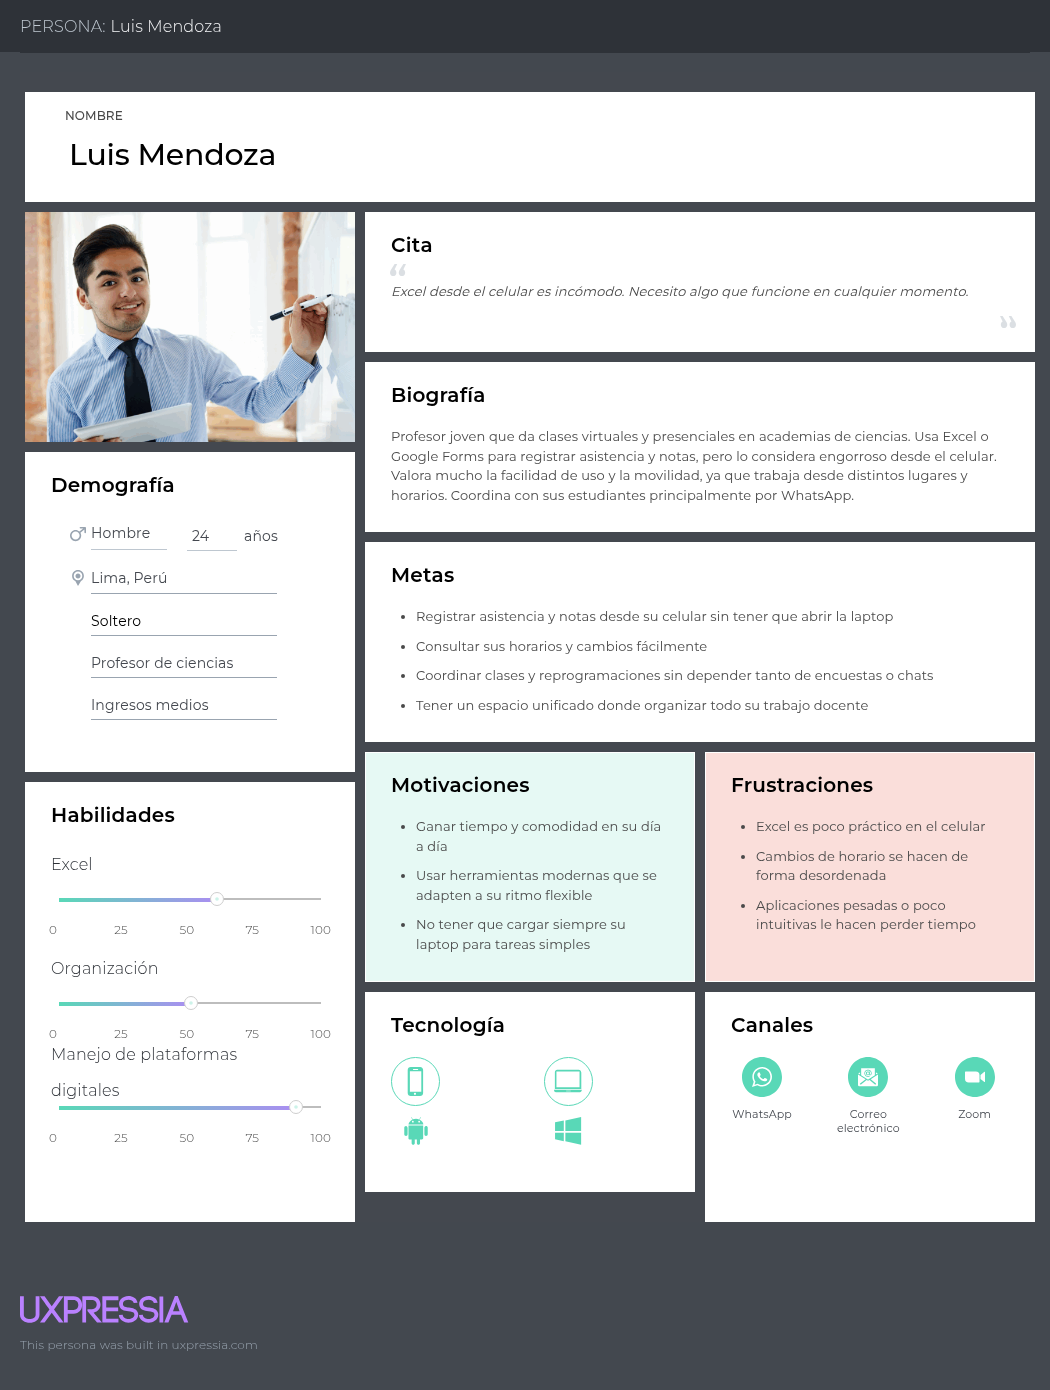 PERSONA: Luis Mendoza
NOMBRE
Luis Mendoza
Cita
“
Excel desde el celular es incómodo. Necesito algo que funcione en cualquier momento.
”
Biografía
Profesor joven que da clases virtuales y presenciales en academias de ciencias. Usa Excel o
Google Forms para registrar asistencia y notas, pero lo considera engorroso desde el celular.
Valora mucho la facilidad de uso y la movilidad, ya que trabaja desde distintos lugares y
horarios. Coordina con sus estudiantes principalmente por WhatsApp.
Demografía
Hombre 24 años
Lima, Perú
Soltero
Profesor de ciencias
Ingresos medios
Metas
• Registrar asistencia y notas desde su celular sin tener que abrir la laptop
• Consultar sus horarios y cambios fácilmente
• Coordinar clases y reprogramaciones sin depender tanto de encuestas o chats
• Tener un espacio unificado donde organizar todo su trabajo docente
Habilidades
Excel
0 25 50 75 100
Organización
0 25 50 75 100
Manejo de plataformas
digitales
0 25 50 75 100
Motivaciones
• Ganar tiempo y comodidad en su día
a día
• Usar herramientas modernas que se
adapten a su ritmo flexible
• No tener que cargar siempre su
laptop para tareas simples
Frustraciones
• Excel es poco práctico en el celular
• Cambios de horario se hacen de
forma desordenada
• Aplicaciones pesadas o poco
intuitivas le hacen perder tiempo
Tecnología
Canales
WhatsApp
Correo
electrónico
Zoom
UXPRESSIA
This persona was built in uxpressia.com